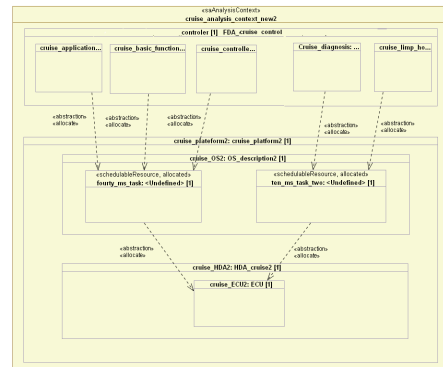 «saAnalysisContext»
cruise_analysis_context_new2
controler [1] FDA_cruise_control
cruise_application...
cruise_basic_function...
cruise_controlle...
Cruise_diagnosis: ...
cruise_limp_ho...
«abstraction»
«allocate»
«abstraction»
«allocate»
«abstraction»
«allocate»
«abstraction»
«allocate»
«abstraction»
«allocate»
cruise_plateform2: cruise_platform2 [1]
cruise_OS2: OS_description2 [1]
«schedulableResource, allocated»
fourty_ms_task: <Undefined> [1]
«schedulableResource, allocated»
ten_ms_task_two: <Undefined> [1]
«abstraction»
«allocate»
«abstraction»
«allocate»
cruise_HDA2: HDA_cruise2 [1]
cruise_ECU2: ECU [1]